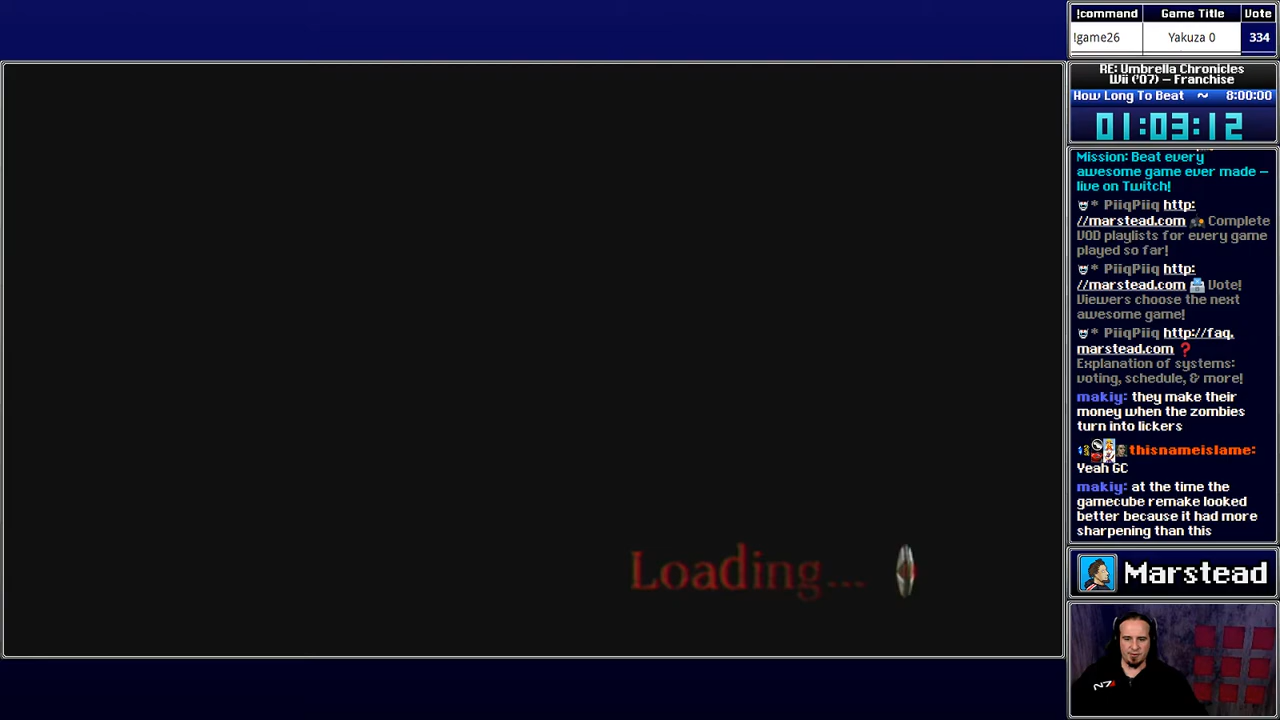 !command Game Title Vote
!game26 Yakuza 0 334
RE: Umbrella Chronicles
Wii ('07) – Franchise
How Long To Beat ~ 8:00:00
01:03:12
Mission: Beat every
awesome game ever made –
live on Twitch!
PiiqPiiq http:
//marstead.com Complete
VOD playlists for every game
played so far!
PiiqPiiq http:
//marstead.com Vote!
Viewers choose the next
awesome game!
PiiqPiiq http://faq.
marstead.com ❓
Explanation of systems:
voting, schedule, & more!
makiy: they make their
money when the zombies
turn into lickers
thisnameislame:
Yeah GC
makiy: at the time the
gamecube remake looked
better because it had more
sharpening than this
Loading...
Marstead
N7